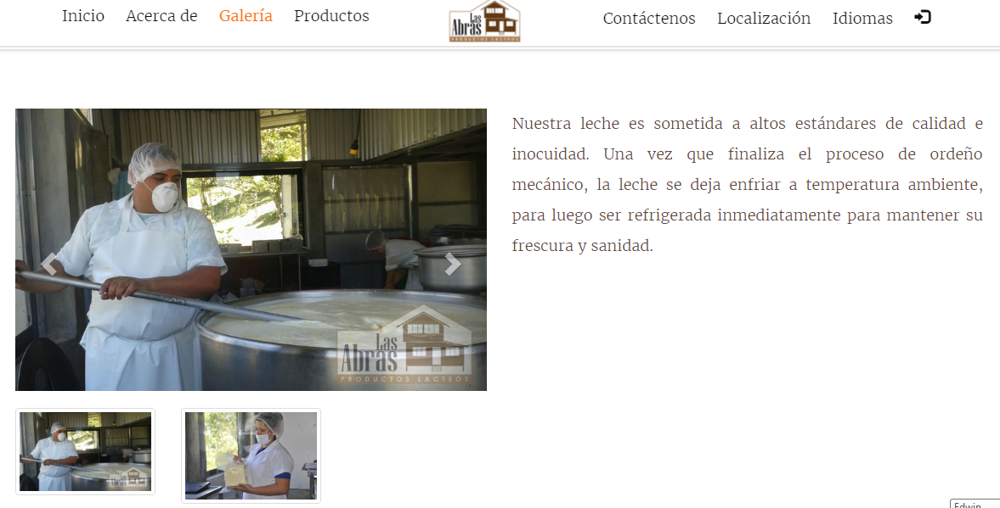 Inicio Acerca de Galería Productos
Las
Abras
PRODUCTOS LACTEOS
Contáctenos Localización Idiomas
Nuestra leche es sometida a altos estándares de calidad e
inocuidad. Una vez que finaliza el proceso de ordeño
mecánico, la leche se deja enfriar a temperatura ambiente,
para luego ser refrigerada inmediatamente para mantener su
frescura y sanidad.
Las
Abras
PRODUCTOS LACTEOS
Las
Abras
Edwin